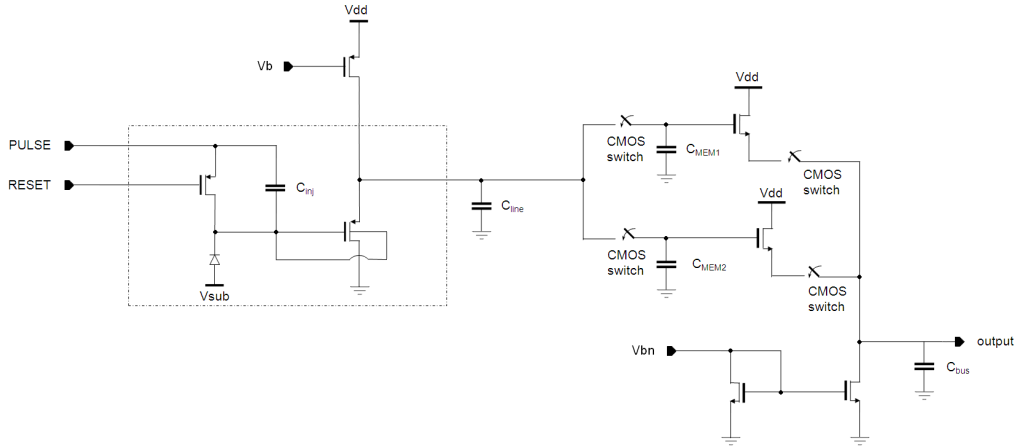 Vdd
Vb
PULSE
RESET
Cinj
Vsub
Cline
CMOS
switch
CMEM1
Vdd
CMOS
switch
Vdd
CMOS
switch
CMEM2
CMOS
switch
Vbn
output
Cbus